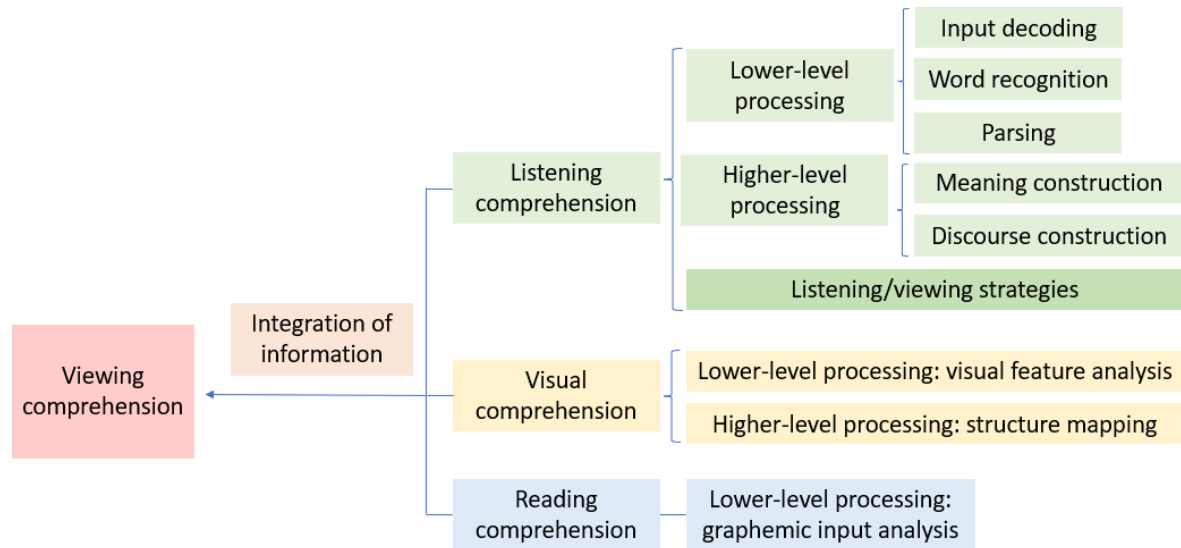 Viewing
comprehension
Integration of
information
Listening
comprehension
Lower-level
processing
Input decoding
Word recognition
Parsing
Higher-level
processing
Meaning construction
Discourse construction
Listening/viewing strategies
Visual
comprehension
Lower-level processing: visual feature analysis
Higher-level processing: structure mapping
Reading
comprehension
Lower-level processing:
graphemic input analysis